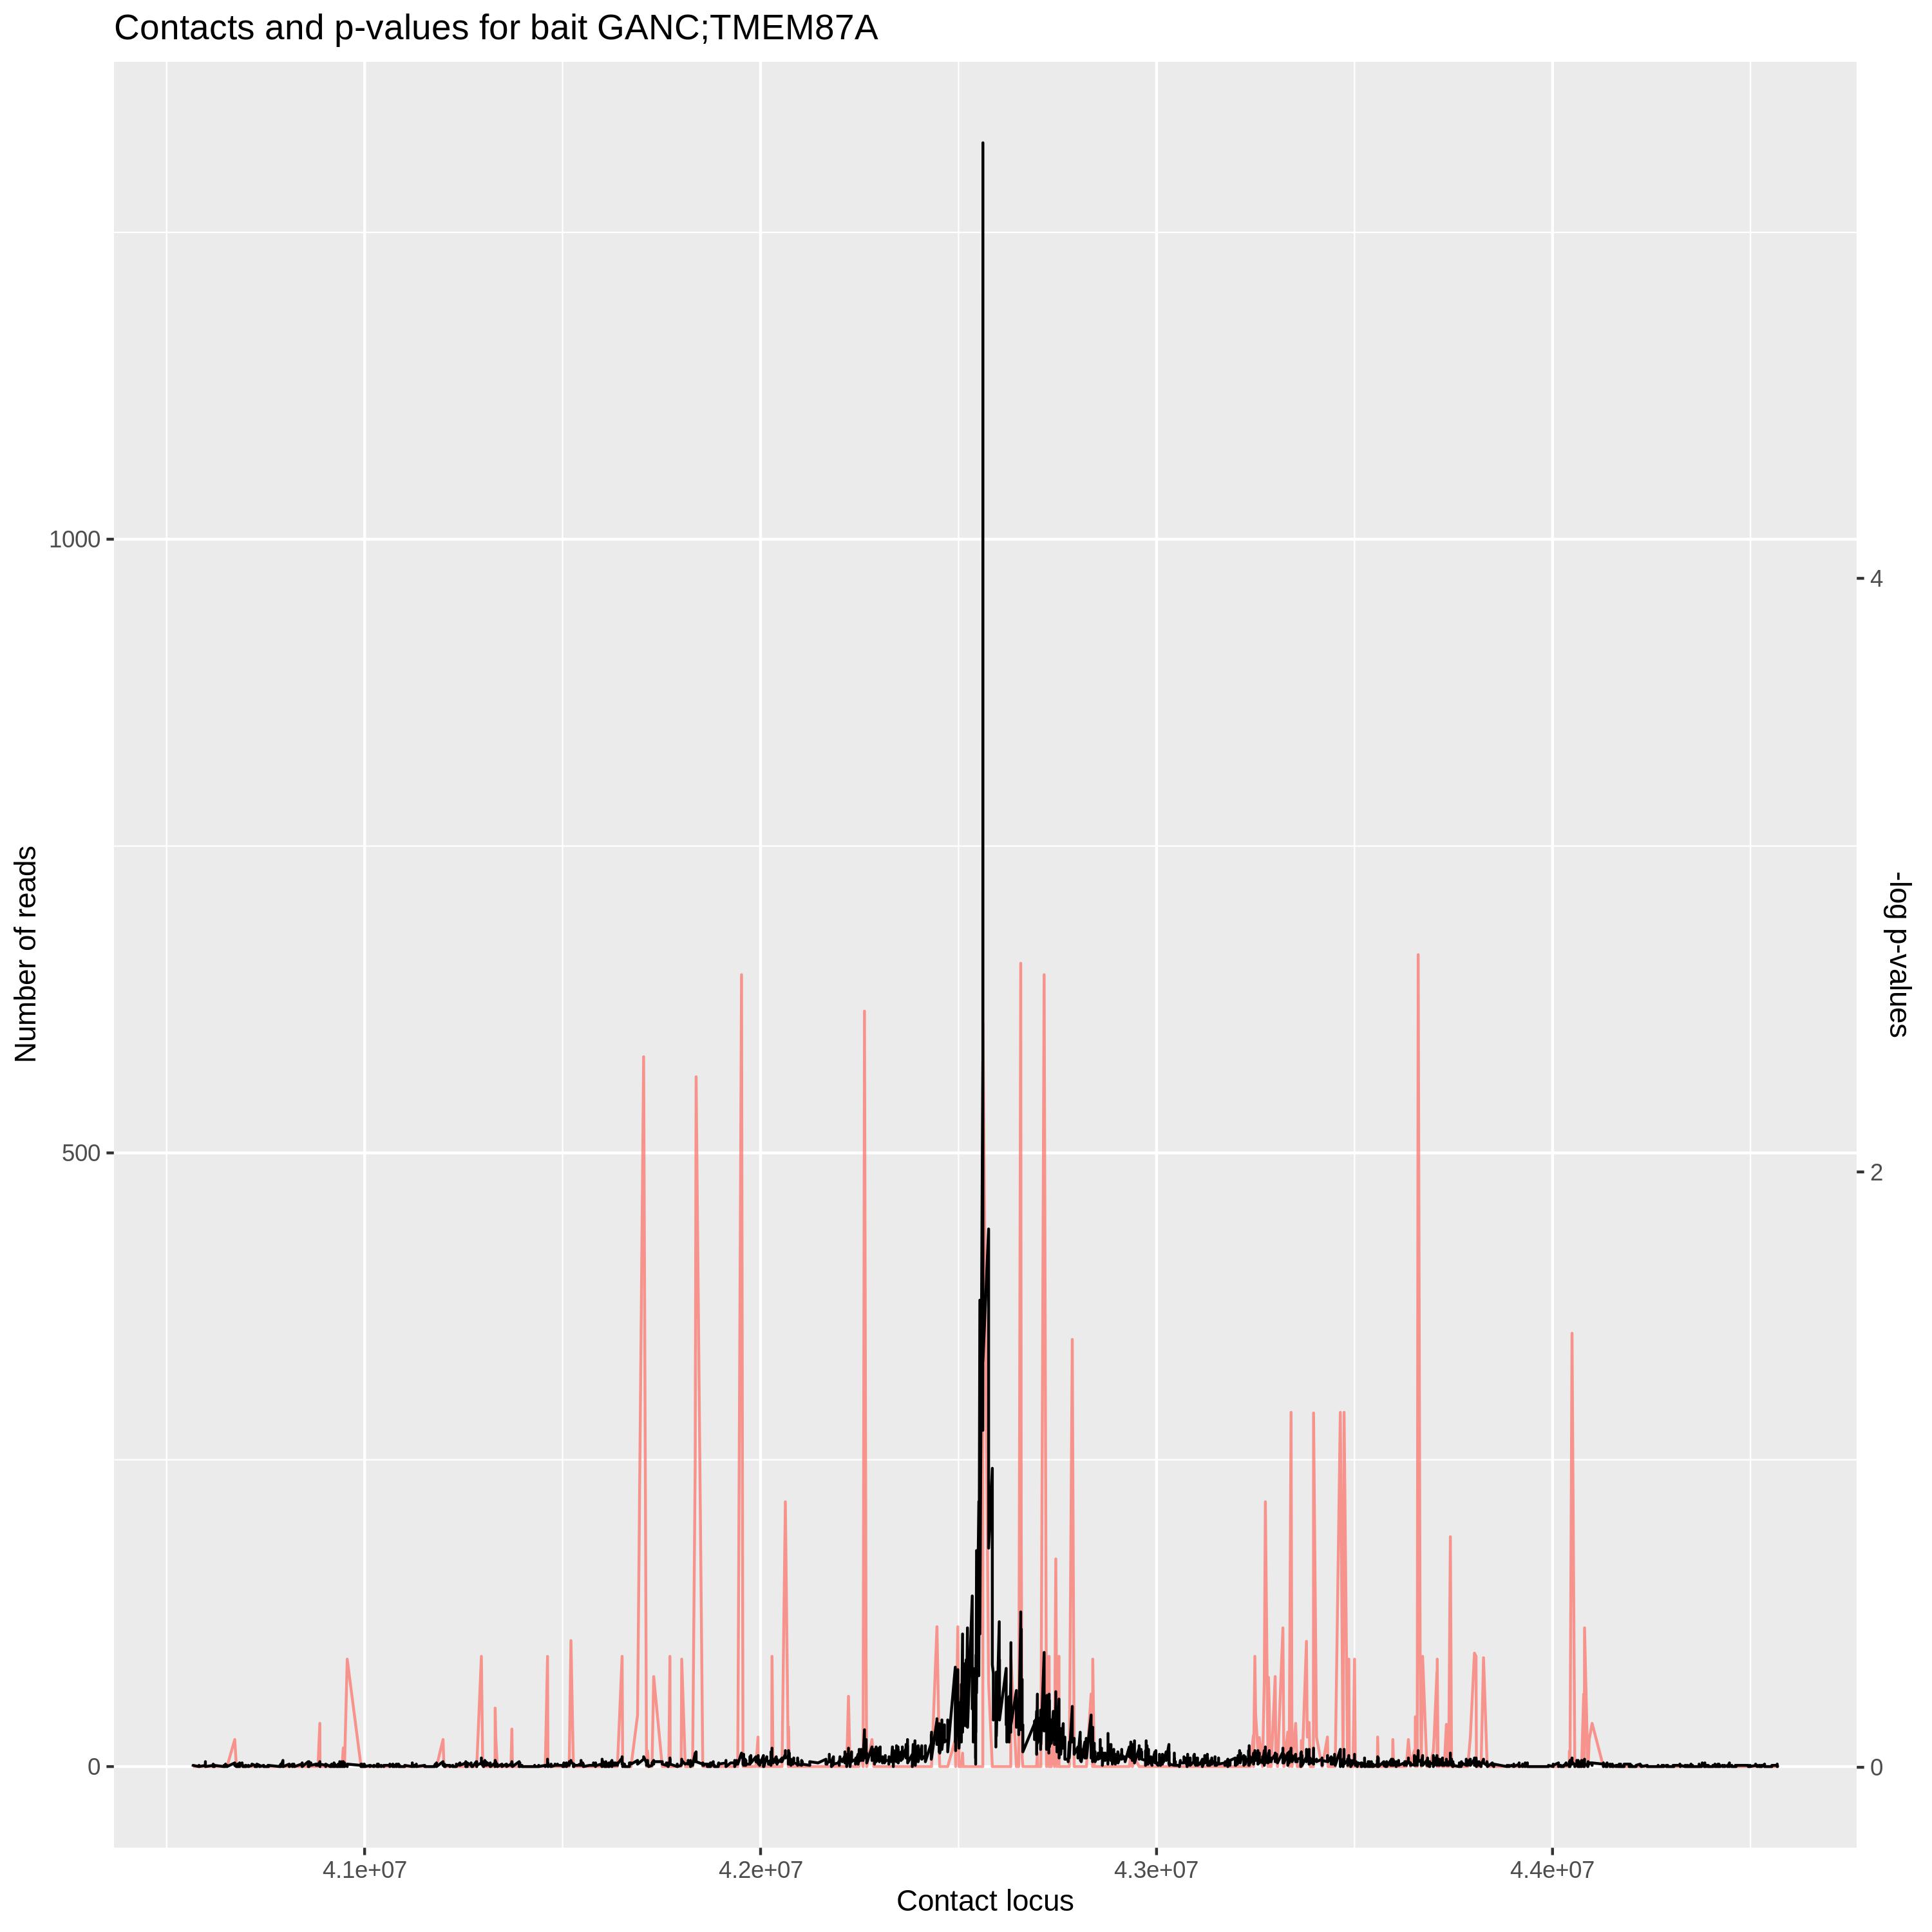 Contacts and p-values for bait GANC;TMEM87A
Number of reads
1000
500
0
4
2
0
-log p-values
4.1e+07 4.2e+07 4.3e+07 4.4e+07
Contact locus